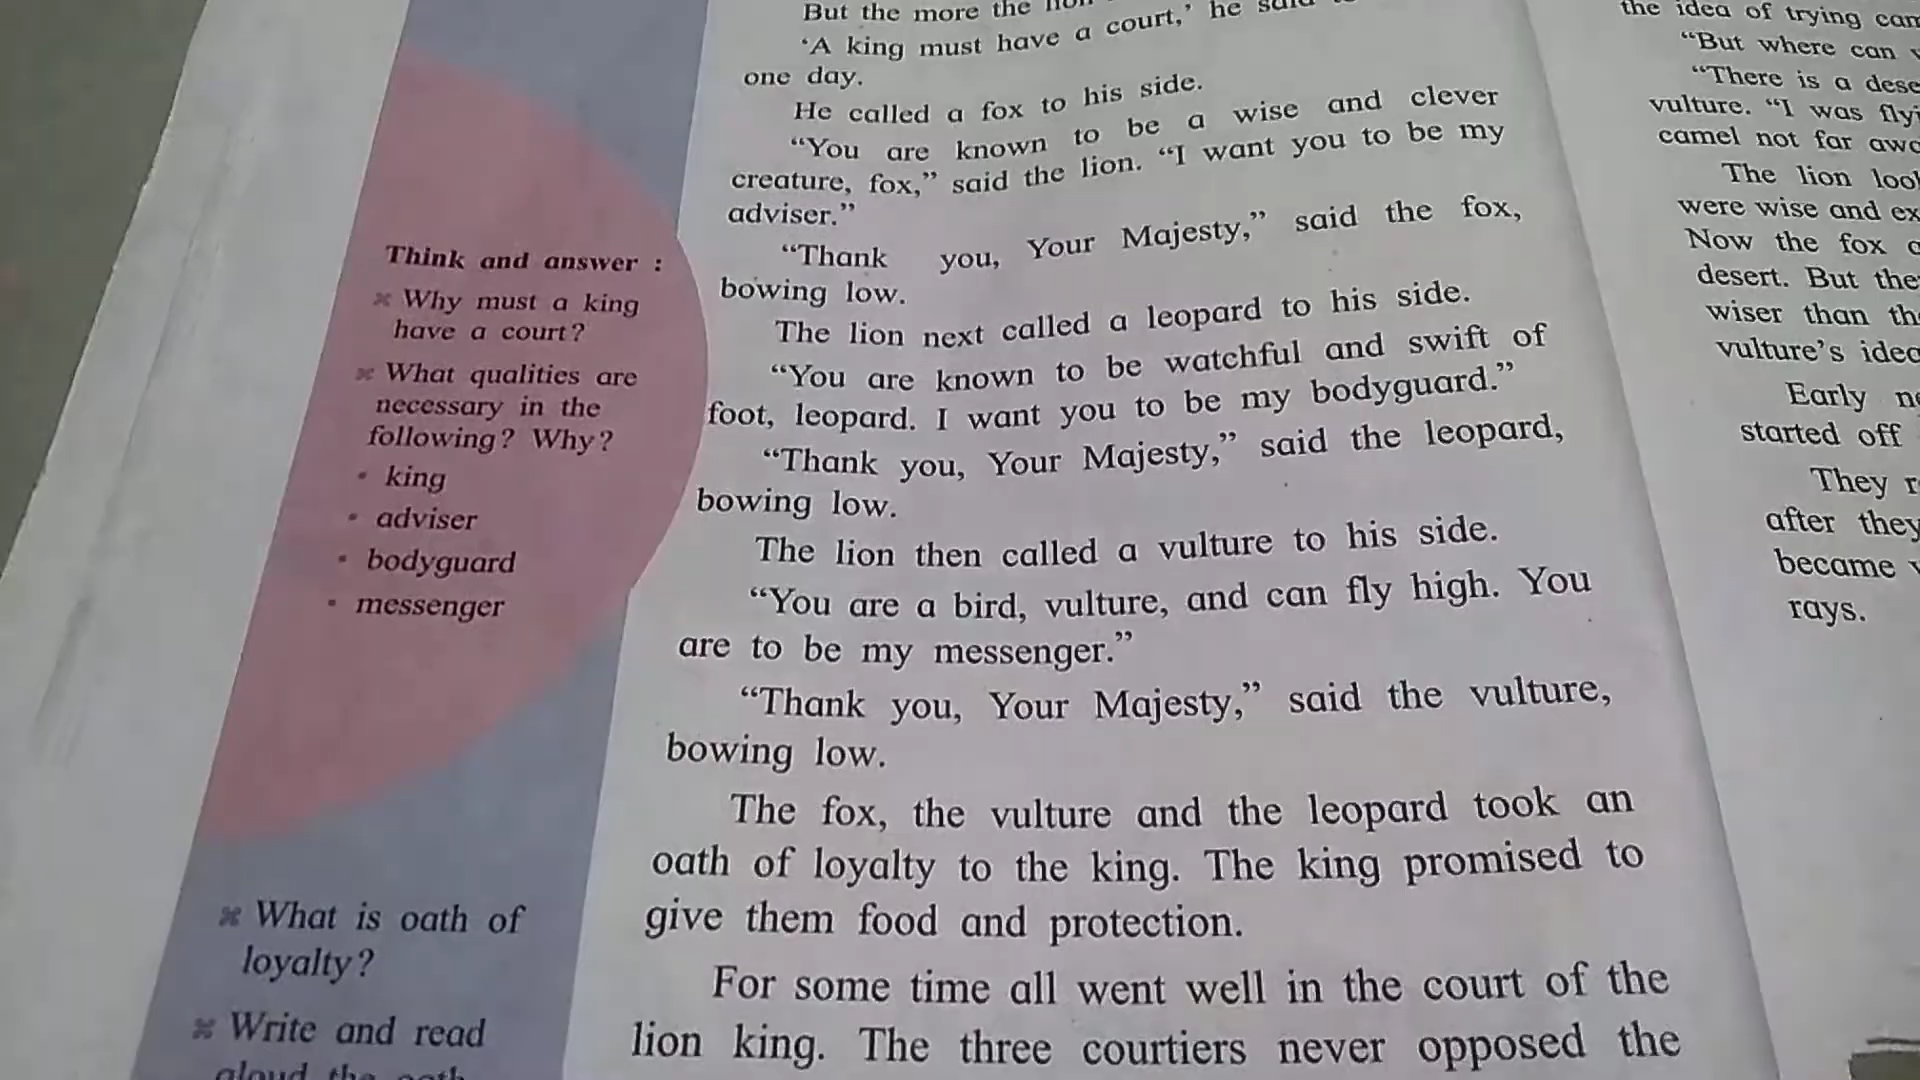 But the more the
'A king must have a court,' he said
one day.
He called a fox to his side.
"You are known to be a wise and clever
creature, fox," said the lion. "I want you to be my
adviser."
"Thank you, Your Majesty," said the fox,
bowing low.
The lion next called a leopard to his side.
"You are known to be watchful and swift of
foot, leopard. I want you to be my bodyguard."
"Thank you, Your Majesty," said the leopard,
bowing low.
The lion then called a vulture to his side.
"You are a bird, vulture, and can fly high. You
are to be my messenger."
"Thank you, Your Majesty," said the vulture,
bowing low.
The fox, the vulture and the leopard took an
oath of loyalty to the king. The king promised to
give them food and protection.
For some time all went well in the court of the
lion king. The three courtiers never opposed the
Think and answer :
Why must a king
have a court?
What qualities are
necessary in the
following? Why?
• king
• adviser
• bodyguard
• messenger
What is oath of
loyalty?
Write and read
aloud the oath
the idea of trying
"But where can
"There is a
vulture. "I was
camel not far
The lion
were wise and
Now the fox
desert. But
wiser than
vulture's
Early
started off
They
after they
became
rays.